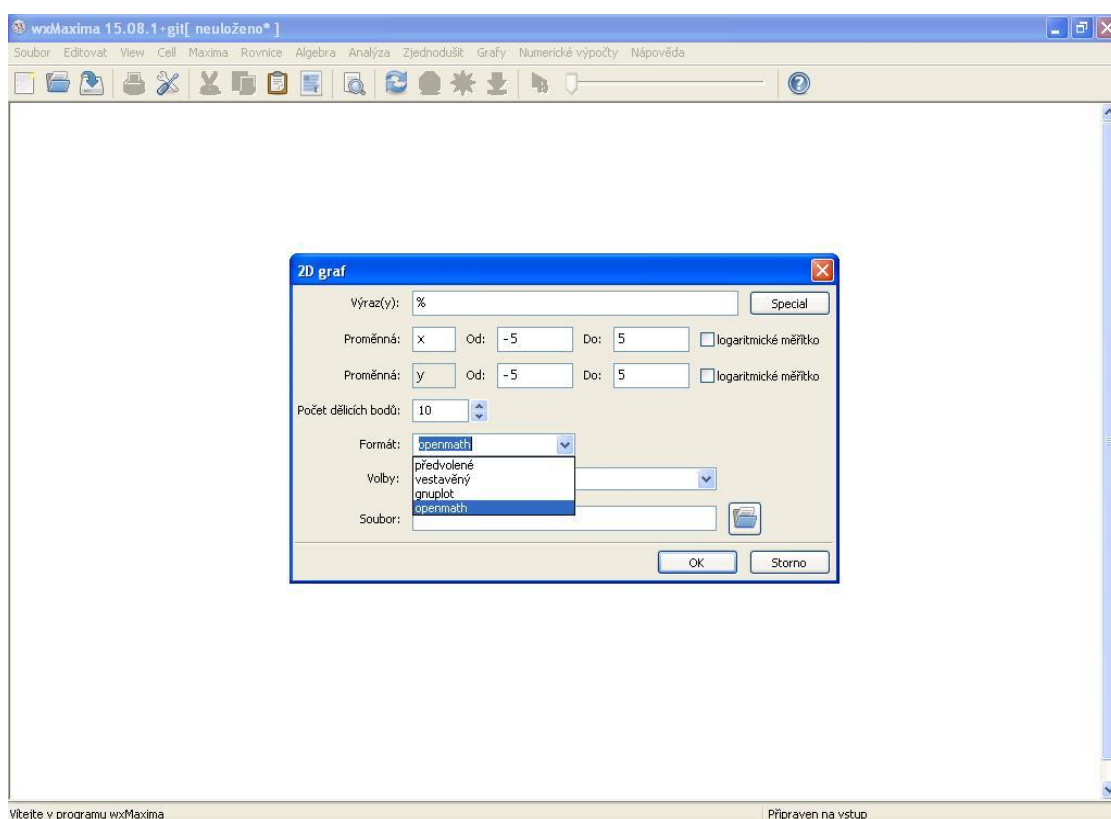 wxMaxima 15.08.1+git[ neuloženo* ]
Soubor Editovat View Cell Maxima Rovnice Algebra Analýza Zjednodušit Grafy Numerické výpočty Nápověda
2D graf
Výraz(y): % Special
Proměnná: x Od: -5 Do: 5 logaritmické měřítko
Proměnná: y Od: -5 Do: 5 logaritmické měřítko
Počet dělicích bodů: 10
Formát: openmath
předvolené
Volby: vestavěný
gnuplot
openmath
Soubor:
OK Storno
Vítejte v programu wxMaxima Připraven na vstup